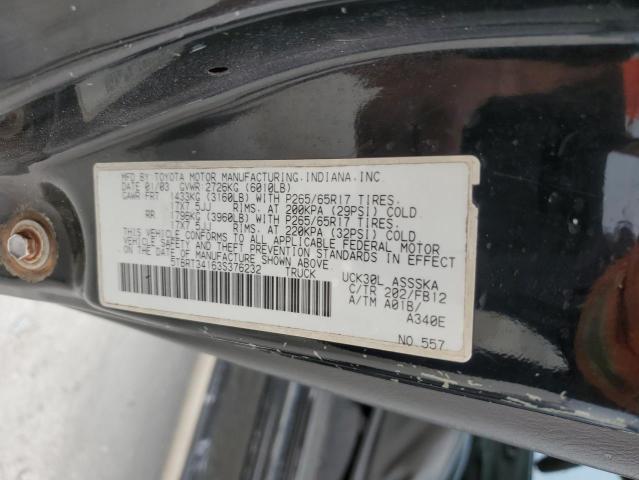 MFD.BY TOYOTA MOTOR MANUFACTURING,INDIANA,INC.
DATE 01/03 GVWR 2726KG (6010LB)
GAWR FRT 1433KG (3160LB) WITH P265/65R17 TIRES,
17X7.5JJ RIMS, AT 200KPA (29PSI) COLD
RR 1796KG (3960LB) WITH P265/65R17 TIRES,
17X7.5JJ RIMS, AT 220KPA (32PSI) COLD
THIS VEHICLE CONFORMS TO ALL APPLICABLE FEDERAL MOTOR
VEHICLE SAFETY AND THEFT PREVENTION STANDARDS IN EFFECT
ON THE DATE OF MANUFACTURE SHOWN ABOVE.
5TBRT34163S376232
TRUCK
UCK30L ASSSKA
C/TR 202/FB12
A/TM A01B/
A340E
NO.557